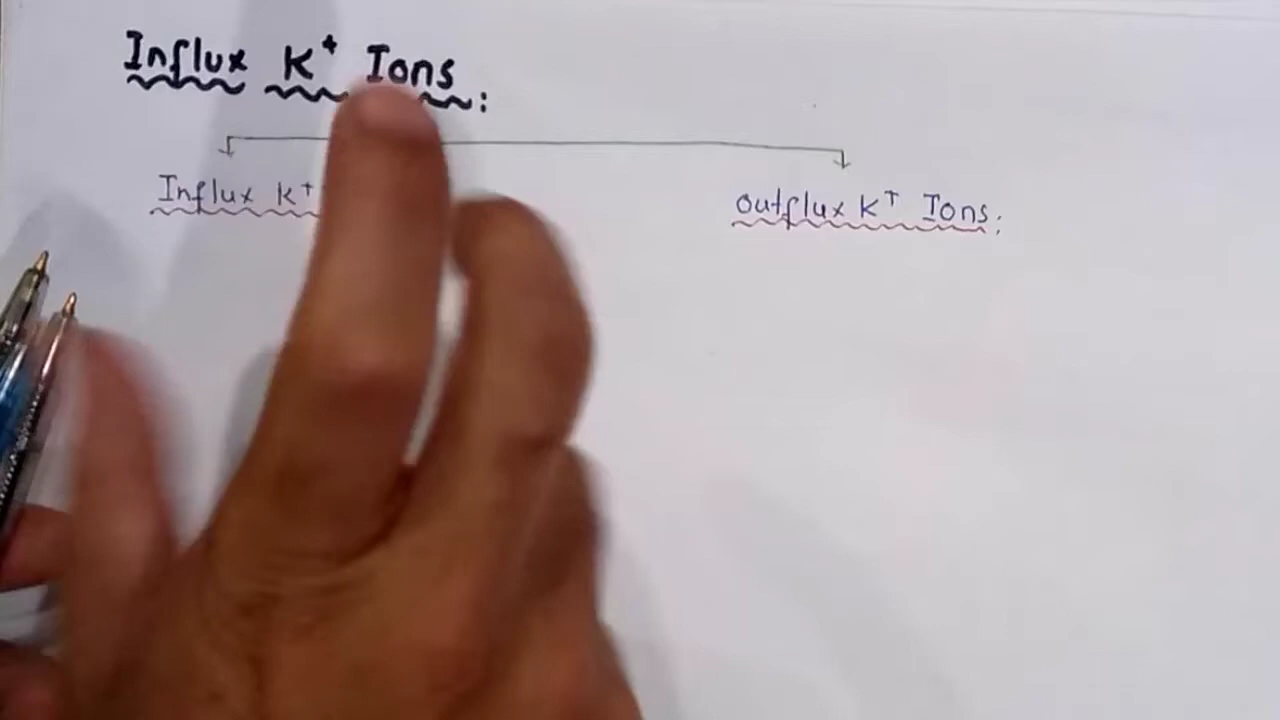 Influx K⁺ Ions:
Influx K⁺
outflux K⁺ Ions: